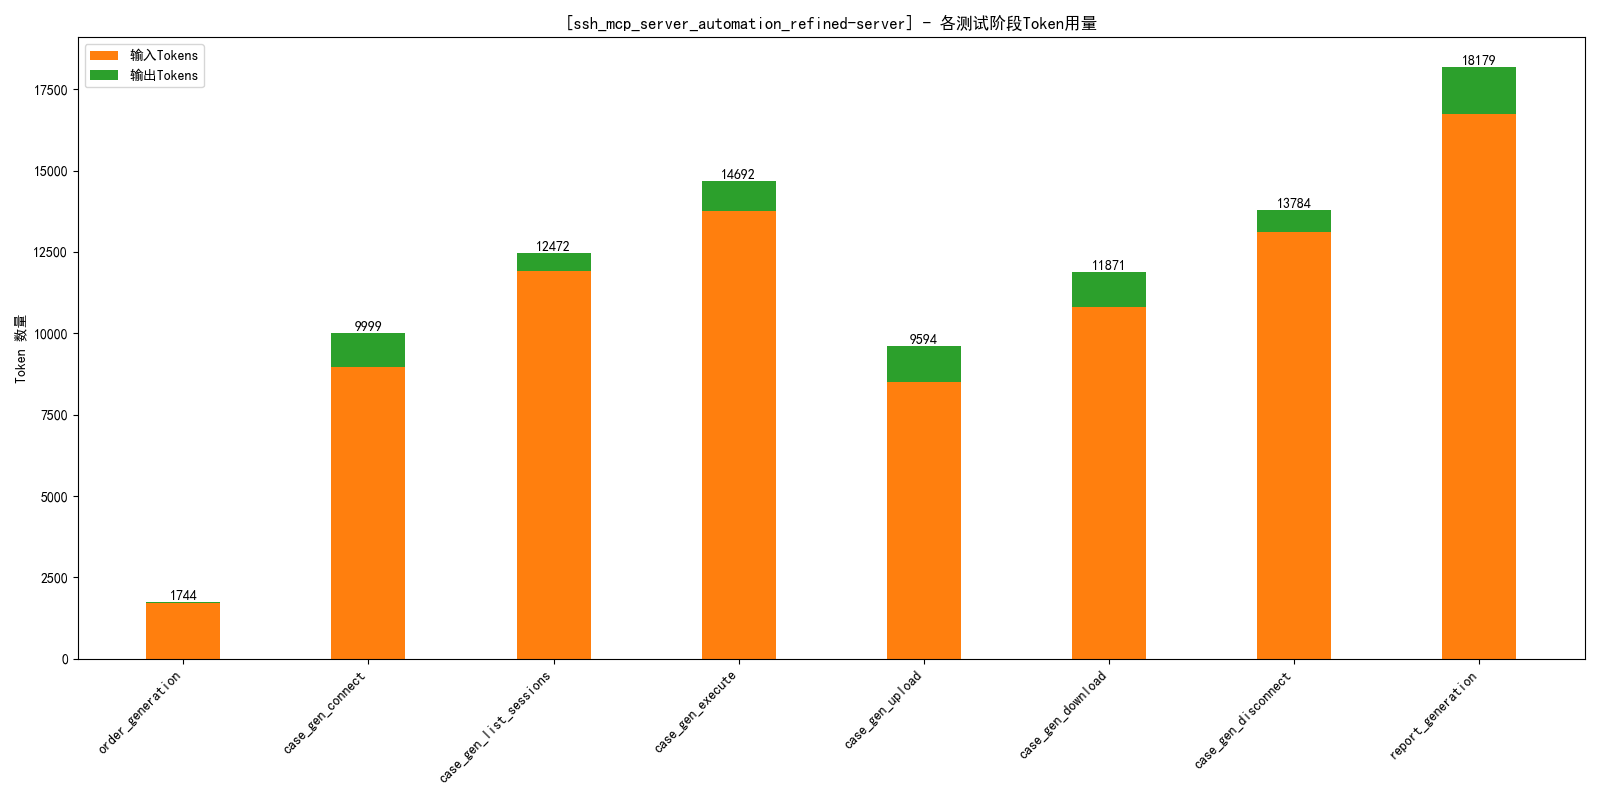 [ssh_mcp_server_automation_refined-server] - 各测试阶段Token用量
输入Tokens
输出Tokens
Token 数量
17500
15000
12500
10000
7500
5000
2500
0
1744
9999
12472
14692
9594
11871
13784
18179
order_generation
case_gen_connect
case_gen_list_sessions
case_gen_execute
case_gen_upload
case_gen_download
case_gen_disconnect
report_generation